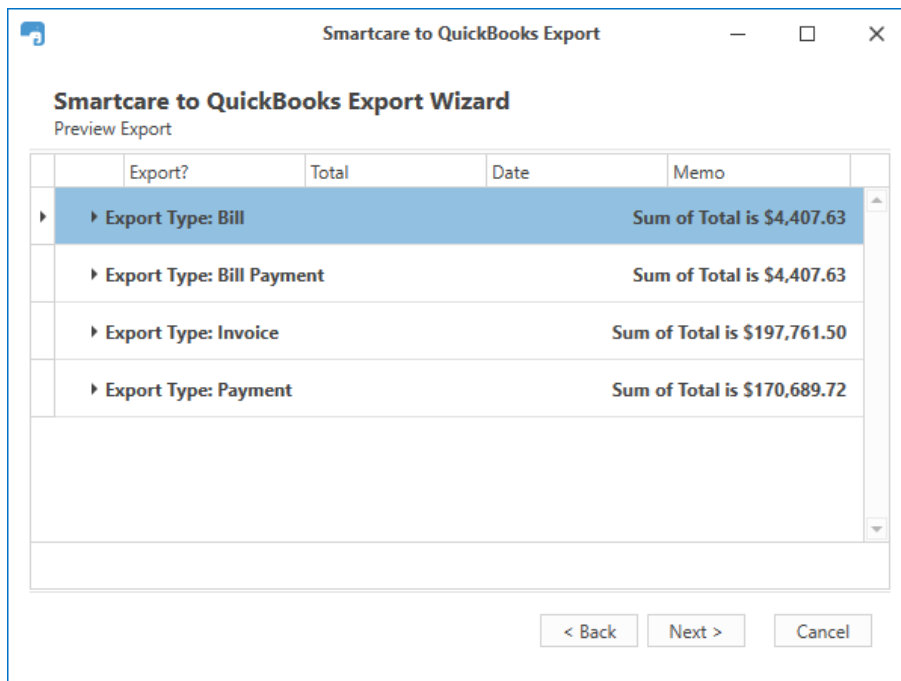 Smartcare to QuickBooks Export
Smartcare to QuickBooks Export Wizard
Preview Export
Export? Total Date Memo
Export Type: Bill Sum of Total is $4,407.63
Export Type: Bill Payment Sum of Total is $4,407.63
Export Type: Invoice Sum of Total is $197,761.50
Export Type: Payment Sum of Total is $170,689.72
< Back Next > Cancel